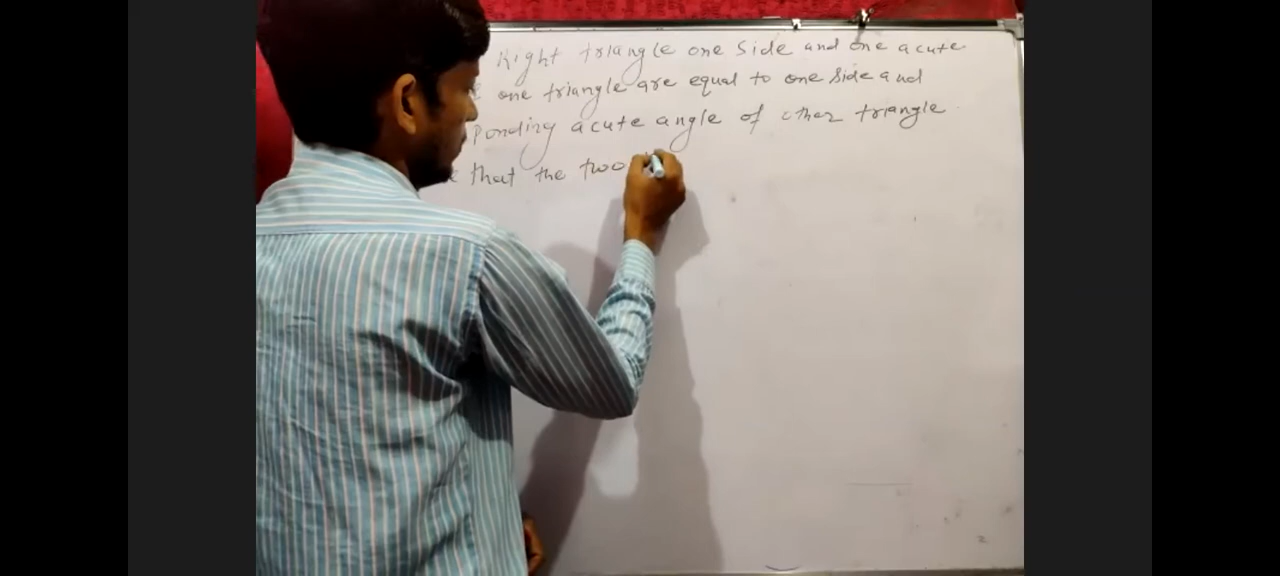 Right triangle one side and one acute
one triangle are equal to one side and
ponding acute angle of other triangle.
that the two